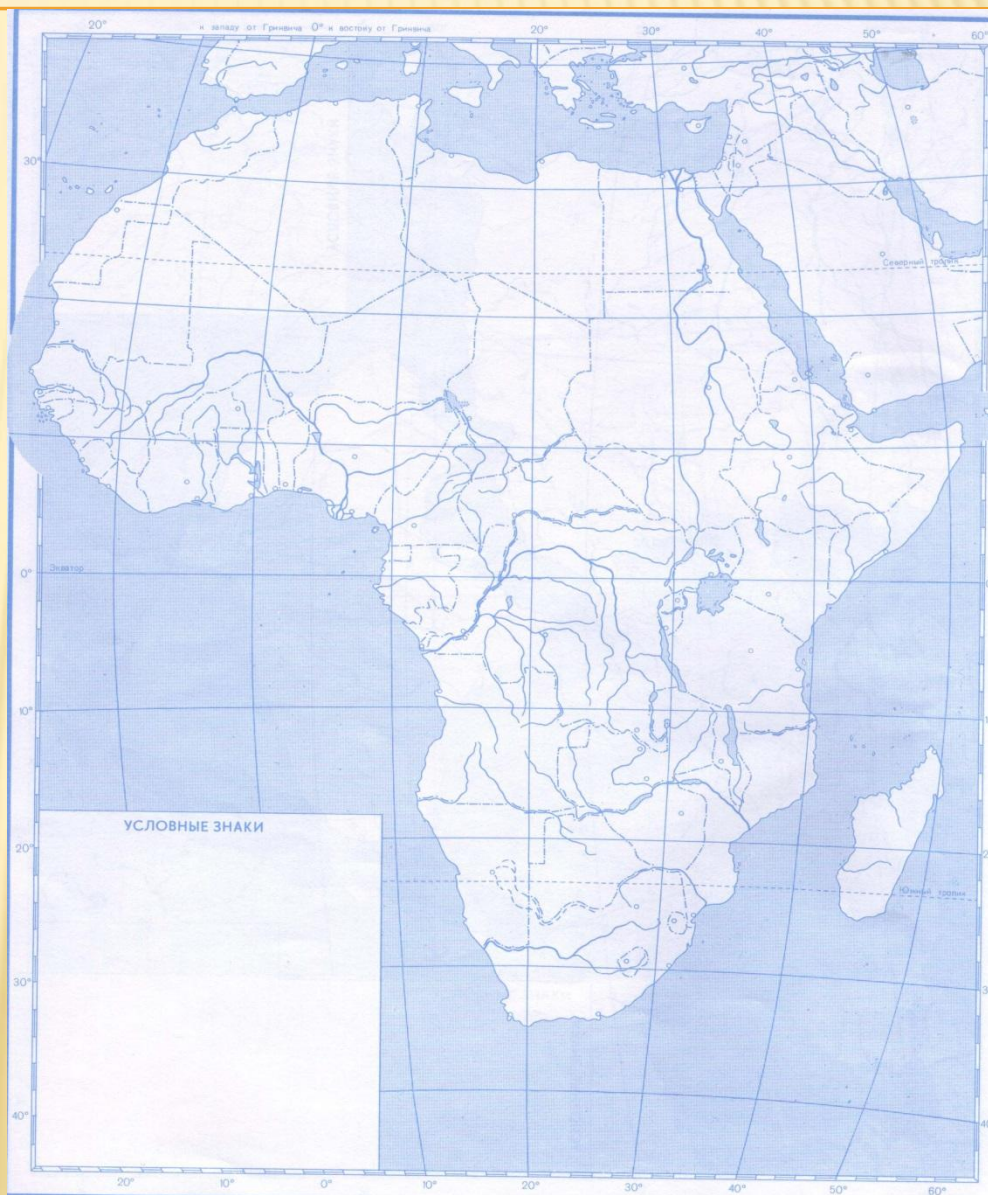 20° к западу от Гринвича 0° к востоку от Гринвича 20° 30° 40° 50° 60°
30°
Северный тропик
Экватор
0°
10°
УСЛОВНЫЕ ЗНАКИ
20°
Южный тропик
30°
40°
20° 10° 0° 10° 20° 30° 40° 50° 60°